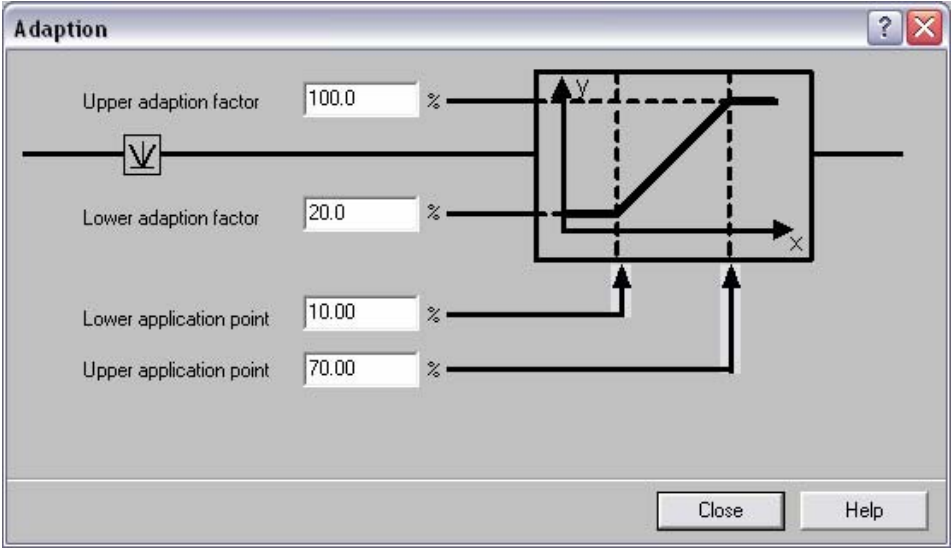 Adaption
Upper adaption factor 100.0 %
y
Lower adaption factor 20.0 %
x
Lower application point 10.00 %
Upper application point 70.00 %
Close Help